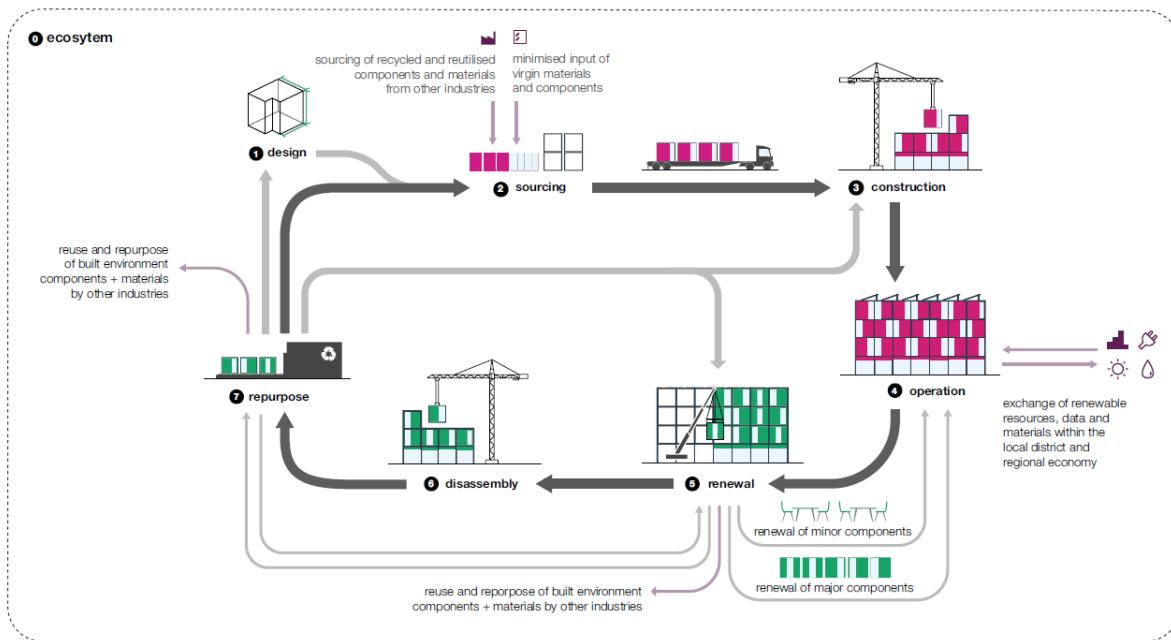 0 ecosytem
sourcing of recycled and reutilised
components and materials
from other industries
minimised input of
virgin materials
and components
1 design
2 sourcing
3 construction
reuse and repurpose
of built environment
components + materials
by other industries
7 repurpose
6 disassembly
5 renewal
4 operation
exchange of renewable
resources, data and
materials within the
local district and
regional economy
renewal of minor components
renewal of major components
reuse and reporpose of built environment
components + materials by other industries